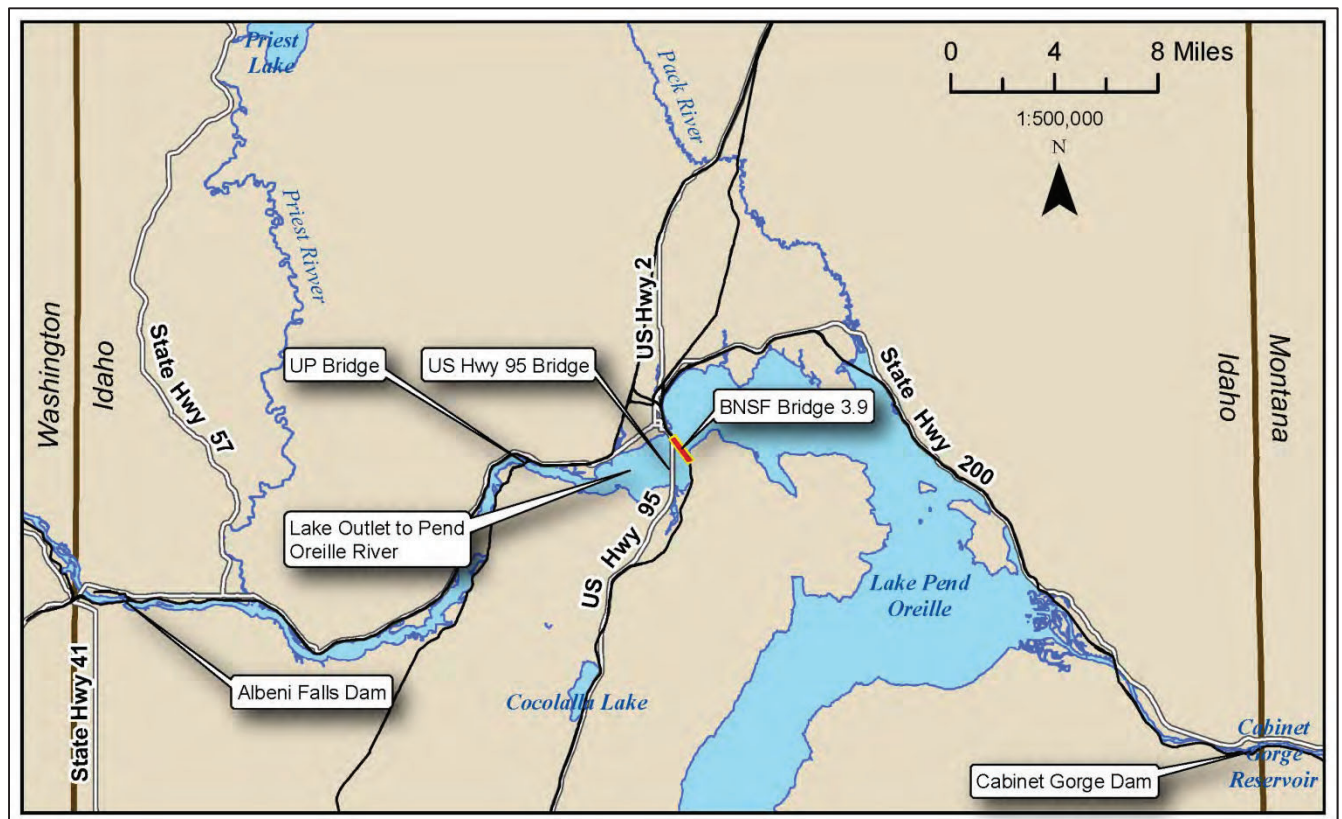 Priest
Lake
Pack River
0 4 8 Miles
1:500,000
N
Priest Rivver
Washington
Idaho
State Hwy 57
US Hwy 2
UP Bridge
US Hwy 95 Bridge
BNSF Bridge 3.9
State Hwy 200
Idaho
Montana
Lake Outlet to Pend
Oreille River
US Hwy 95
Lake Pend
Oreille
State Hwy 41
Albeni Falls Dam
Cocolalla Lake
Cabinet
Gorge
Reservoir
Cabinet Gorge Dam